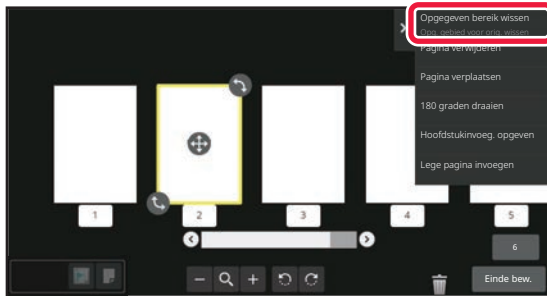 Opgegeven bereik wissen
Opg. gebied voor orig. wissen
Pagina verwijderen
Pagina verplaatsen
180 graden draaien
Hoofdstukinvoeg. opgeven
Lege pagina invoegen
1
2
3
4
5
6
Einde bew.